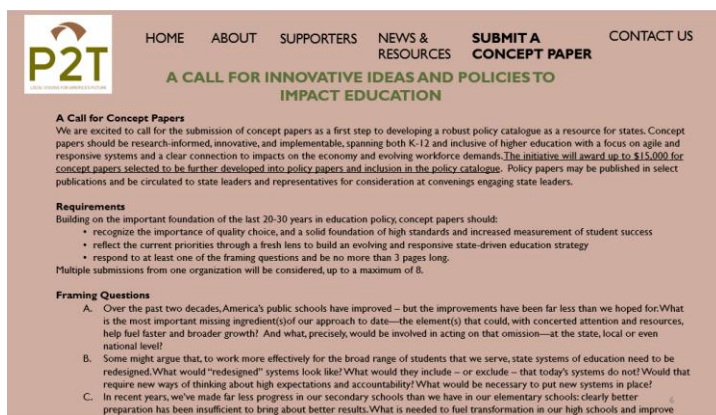 P2T
HOME ABOUT SUPPORTERS NEWS & RESOURCES SUBMIT A CONCEPT PAPER CONTACT US
A CALL FOR INNOVATIVE IDEAS AND POLICIES TO
IMPACT EDUCATION
A Call for Concept Papers
We are excited to call for the submission of concept papers as a first step to developing a robust policy catalogue as a resource for states. Concept
papers should be research-informed, innovative, and implementable, spanning both K-12 and inclusive of higher education with a focus on agile and
responsive systems and a clear connection to impacts on the economy and evolving workforce demands. The initiative will award up to $15,000 for
concept papers selected to be further developed into policy papers and inclusion in the policy catalogue. Policy papers may be published in select
publications and be circulated to state leaders and representatives for consideration at convenings engaging state leaders.
Requirements
Building on the important foundation of the last 20-30 years in education policy, concept papers should:
• recognize the importance of quality choice, and a solid foundation of high standards and increased measurement of student success
• reflect the current priorities through a fresh lens to build an evolving and responsive state-driven education strategy
• respond to at least one of the framing questions and be no more than 3 pages long.
Multiple submissions from one organization will be considered, up to a maximum of 8.
Framing Questions
A. Over the past two decades, America's public schools have improved – but the improvements have been far less than we hoped for. What
is the most important missing ingredient(s)of our approach to date—the element(s) that could, with concerted attention and resources,
help fuel faster and broader growth? And what, precisely, would be involved in acting on that omission—at the state, local or even
national level?
B. Some might argue that, to work more effectively for the broad range of students that we serve, state systems of education need to be
redesigned. What would "redesigned" systems look like? What would they include – or exclude – that today's systems do not? Would that
require new ways of thinking about high expectations and accountability? What would be necessary to put new systems in place?
C. In recent years, we've made far less progress in our secondary schools than we have in our elementary schools: clearly better
preparation has been insufficient to bring about better results. What is needed to fuel transformation in our high schools and improve
6